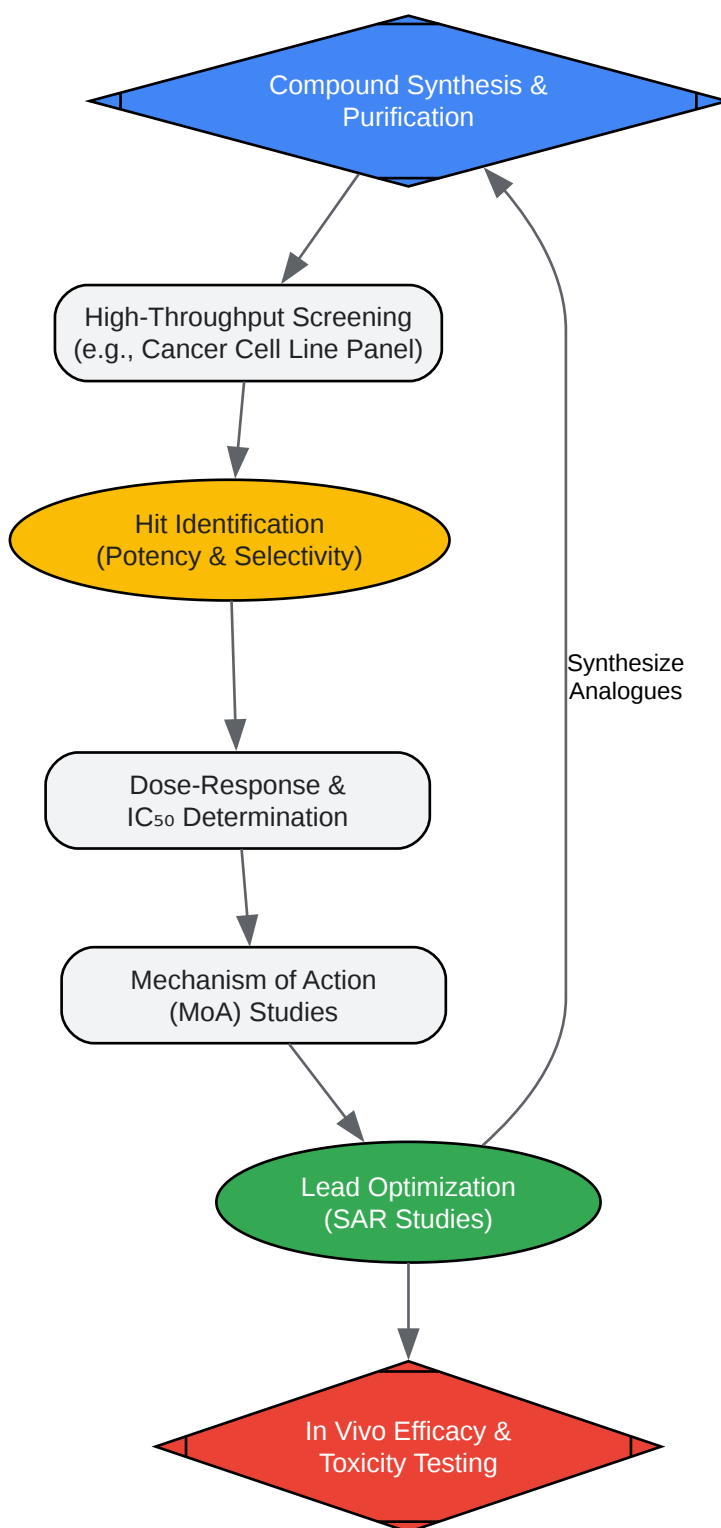 Compound Synthesis &
Purification
High-Throughput Screening
(e.g., Cancer Cell Line Panel)
Hit Identification
(Potency & Selectivity)
Synthesize
Analogues
Dose-Response &
IC₅₀ Determination
Mechanism of Action
(MoA) Studies
Lead Optimization
(SAR Studies)
In Vivo Efficacy &
Toxicity Testing